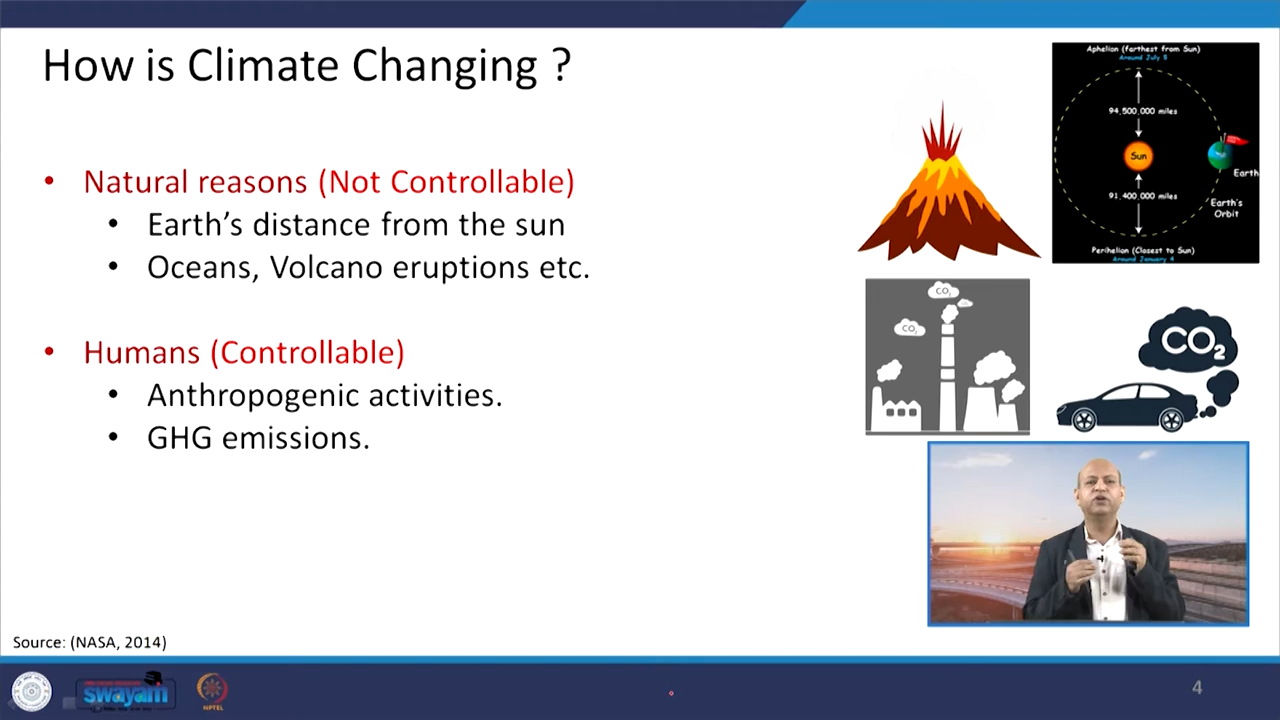 How is Climate Changing ?
• Natural reasons (Not Controllable)
• Earth's distance from the sun
• Oceans, Volcano eruptions etc.
• Humans (Controllable)
• Anthropogenic activities.
• GHG emissions.
Aphelion (farthest from Sun)
Around July 5
94,500,000 miles
Sun
Earth
91,400,000 miles
Earth's
Orbit
Perihelion (Closest to Sun)
Around January 4
CO2
CO2
CO2
Source: (NASA, 2014)
swayam
NPTEL
4